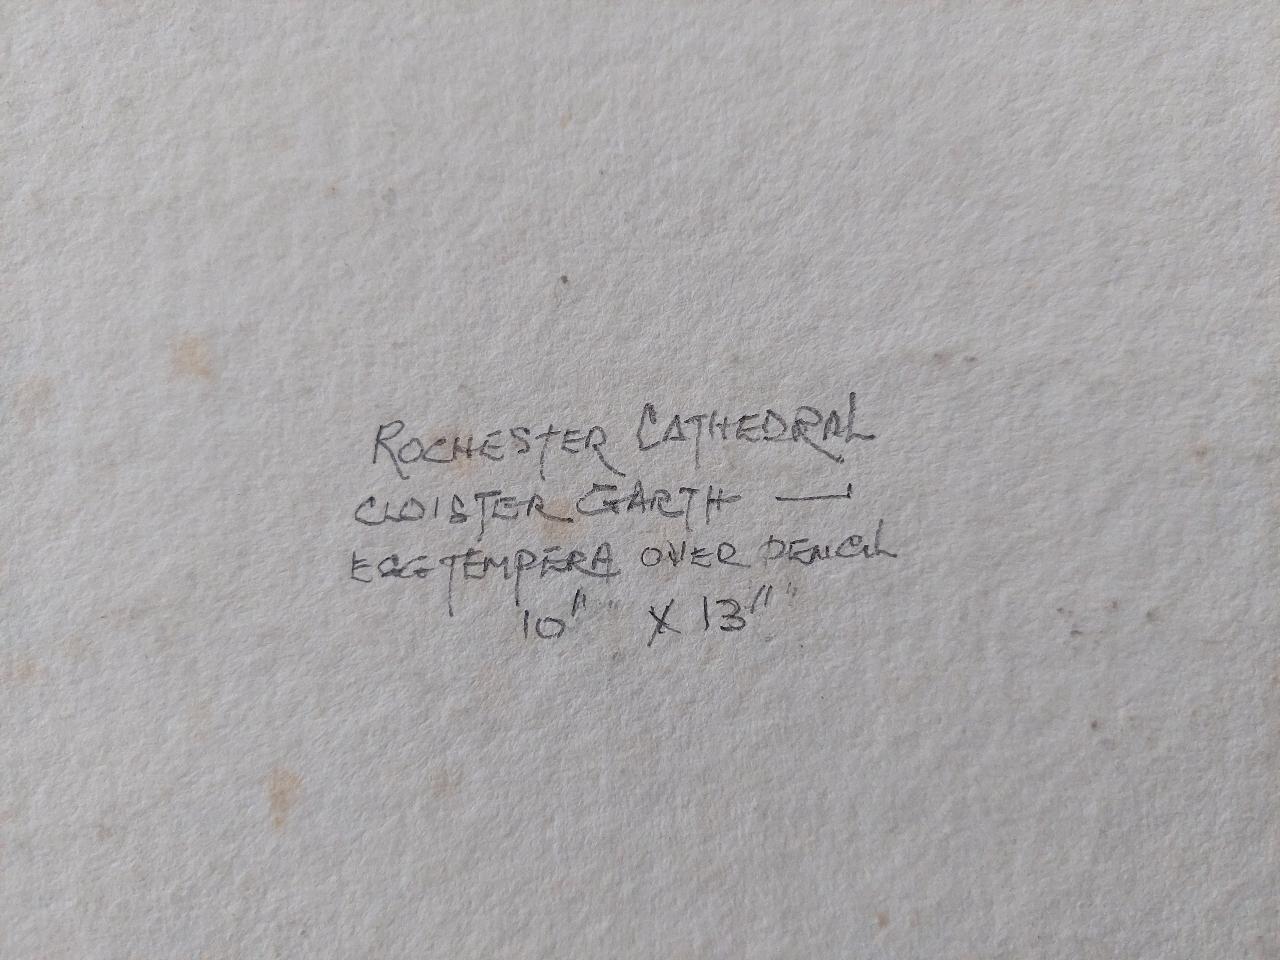 ROCHESTER CATHEDRAL
CLOISTER GARTH —
EGG TEMPERA OVER PENCIL
10" X 13"